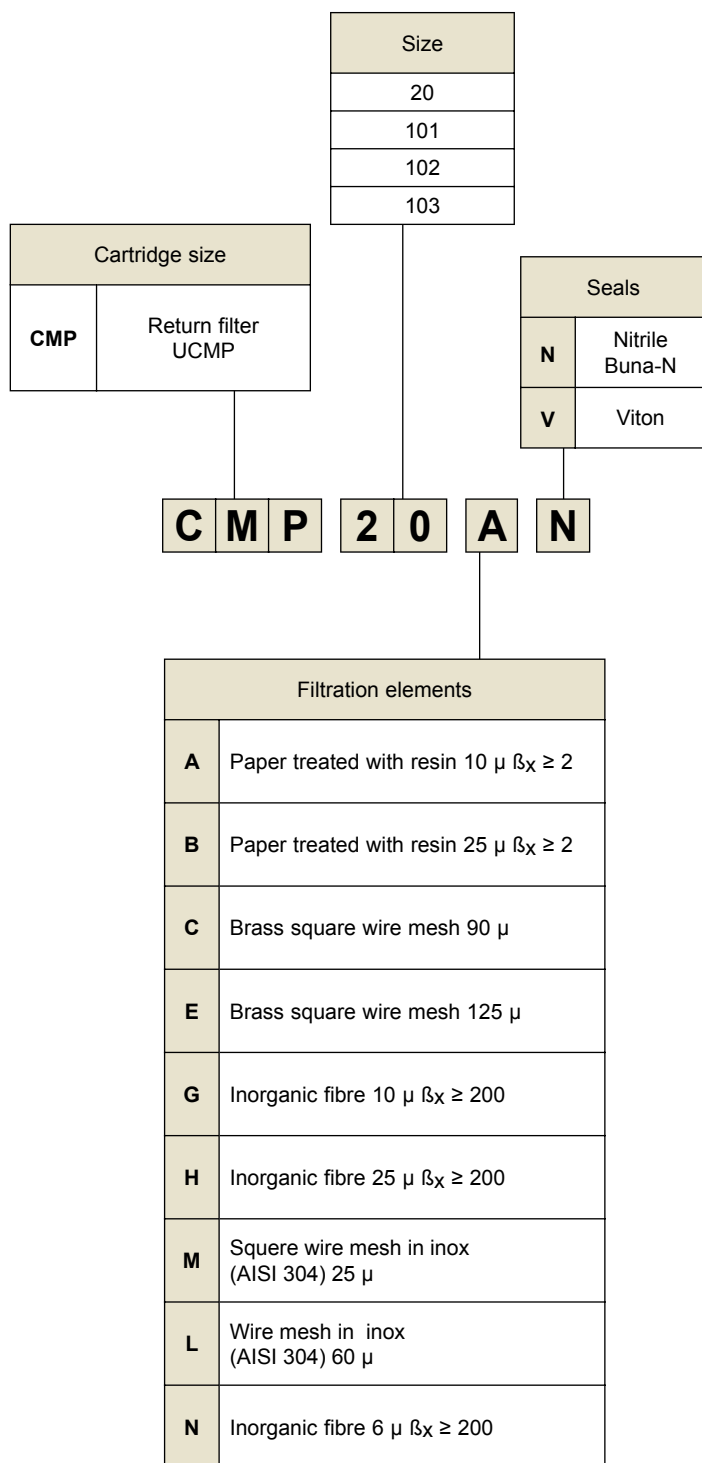 Size
20
101
102
103
Cartridge size
CMP
Return filter
UCMP
Seals
N
Nitrile
Buna-N
V
Viton
C M P 2 0 A N
Filtration elements
A Paper treated with resin 10 µ ßx ≥ 2
B Paper treated with resin 25 µ ßx ≥ 2
C Brass square wire mesh 90 µ
E Brass square wire mesh 125 µ
G Inorganic fibre 10 µ ßx ≥ 200
H Inorganic fibre 25 µ ßx ≥ 200
M Squere wire mesh in inox
(AISI 304) 25 µ
L Wire mesh in inox
(AISI 304) 60 µ
N Inorganic fibre 6 µ ßx ≥ 200